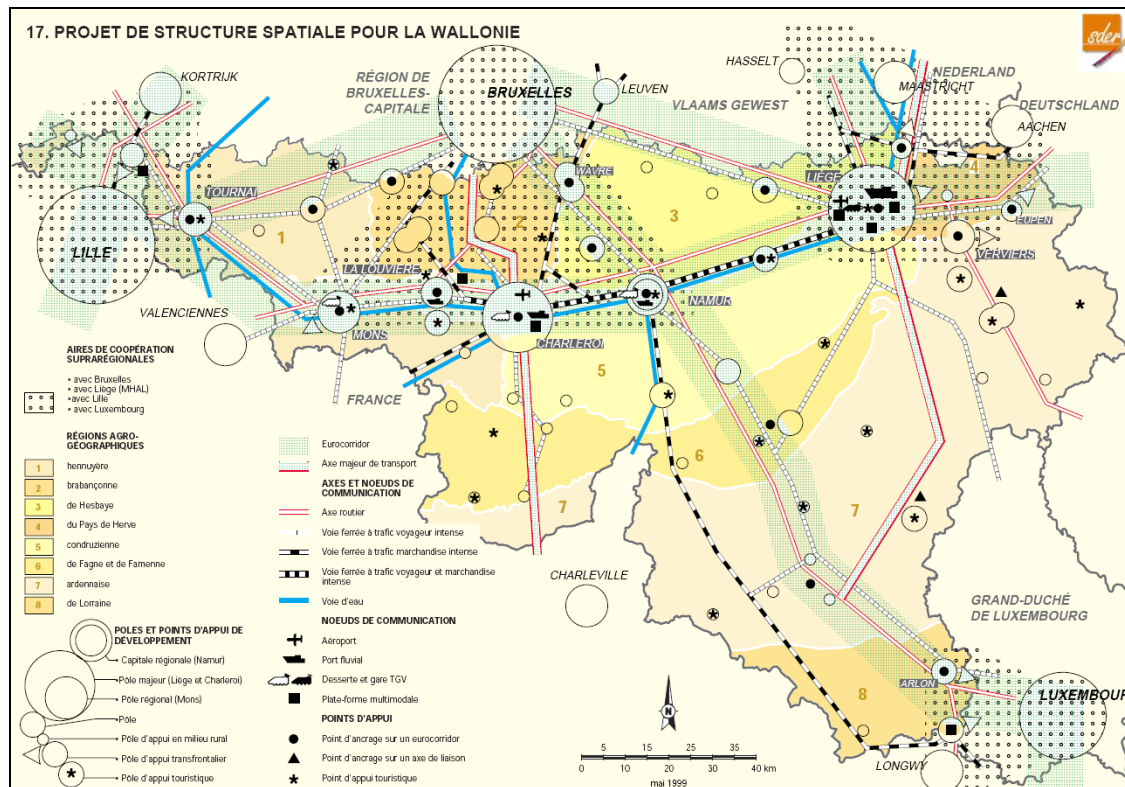 17. PROJET DE STRUCTURE SPATIALE POUR LA WALLONIE
sder
KORTRIJK
RÉGION DE
BRUXELLES-
CAPITALE
BRUXELLES
LEUVEN
HASSELT
VLAAMS GEWEST
NEDERLAND
MAASTRICHT
DEUTSCHLAND
AACHEN
TOURNAI
LILLE
WAVRE
LIÈGE
EUPEN
VERVIERS
1
2
3
4
LA LOUVIÈRE
NAMUR
VALENCIENNES
MONS
CHARLEROI
FRANCE
5
6
7
7
8
CHARLEVILLE
GRAND-DUCHÉ
DE LUXEMBOURG
ARLON
LUXEMBOUR
LONGWY
AIRES DE COOPÉRATION
SUPRARÉGIONALES
• avec Bruxelles
• avec Liège (MHAL)
• avec Lille
• avec Luxembourg
RÉGIONS AGRO-
GÉOGRAPHIQUES
1 hennuyère
2 brabançonne
3 de Hesbaye
4 du Pays de Herve
5 condruzienne
6 de Fagne et de Famenne
7 ardennaise
8 de Lorraine
POLES ET POINTS D'APPUI DE
DÉVELOPPEMENT
Capitale régionale (Namur)
Pôle majeur (Liège et Charleroi)
Pôle régional (Mons)
Pôle
Pôle d'appui en milieu rural
Pôle d'appui transfrontalier
Pôle d'appui touristique
Eurocorridor
Axe majeur de transport
AXES ET NOEUDS DE
COMMUNICATION
Axe routier
Voie ferrée à trafic voyageur intense
Voie ferrée à trafic marchandise intense
Voie ferrée à trafic voyageur et marchandise
intense
Voie d'eau
NOEUDS DE COMMUNICATION
Aéroport
Port fluvial
Desserte et gare TGV
Plate-forme multimodale
POINTS D'APPUI
Point d'ancrage sur un eurocorridor
Point d'ancrage sur un axe de liaison
Point d'appui touristique
N
5 15 25 35
0 10 20 30 40 km
mai 1999